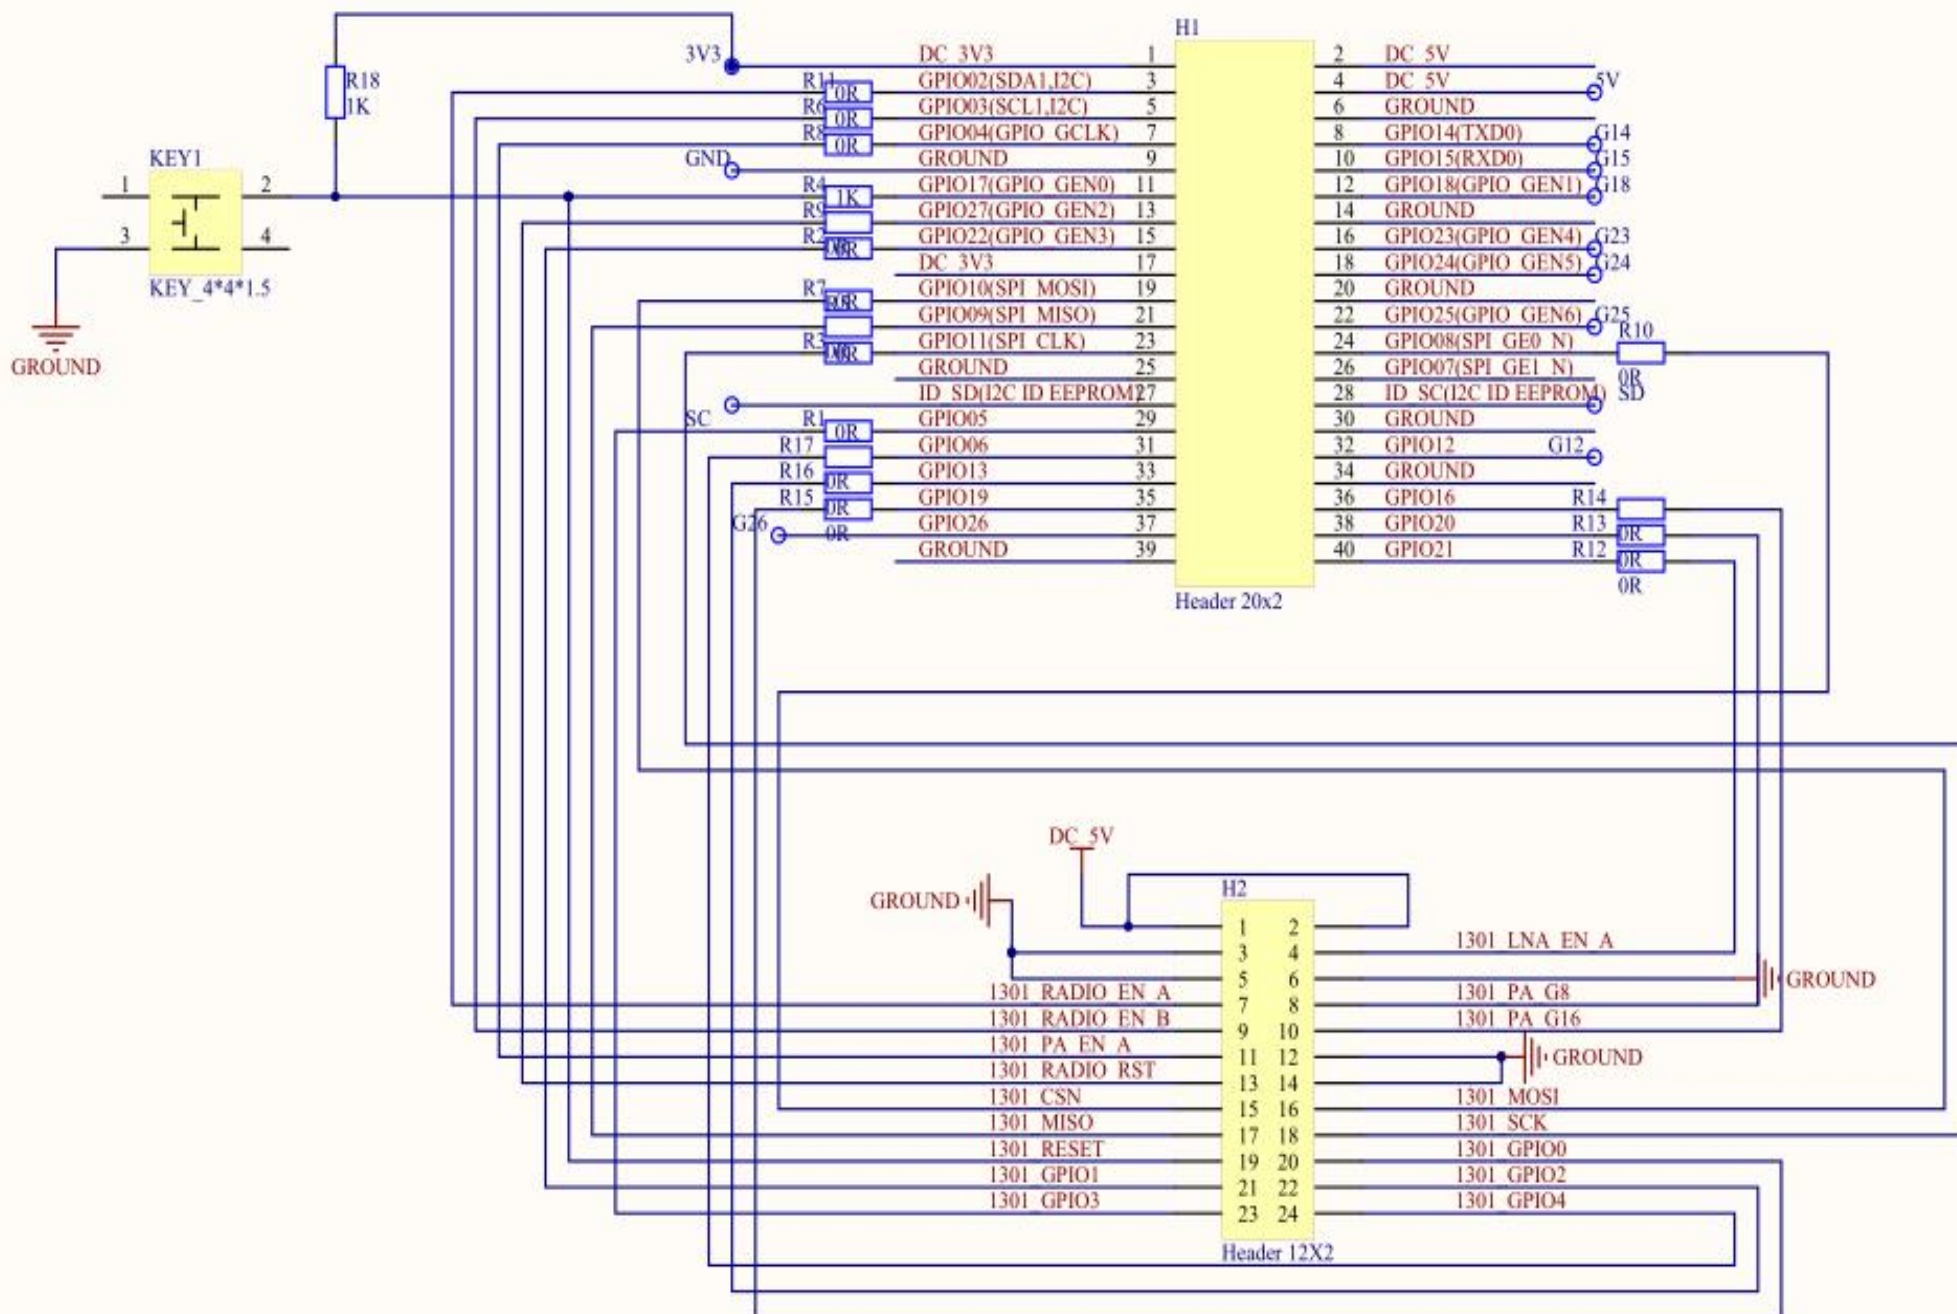 H1
3V3 DC_3V3 1 2 DC_5V
R18 R11 0R GPIO02(SDA1,I2C) 3 4 DC_5V 5V
1K R6 0R GPIO03(SCL1,I2C) 5 6 GROUND
R8 0R GPIO04(GPIO_GCLK) 7 8 GPIO14(TXD0) G14
KEY1 GND GROUND 9 10 GPIO15(RXD0) G15
1 2 R4 1K GPIO17(GPIO_GEN0) 11 12 GPIO18(GPIO_GEN1) G18
R9 GPIO27(GPIO_GEN2) 13 14 GROUND
3 4 R2 0R GPIO22(GPIO_GEN3) 15 16 GPIO23(GPIO_GEN4) G23
DC_3V3 17 18 GPIO24(GPIO_GEN5) G24
KEY_4*4*1.5 R7 0R GPIO10(SPI_MOSI) 19 20 GROUND
GPIO09(SPI_MISO) 21 22 GPIO25(GPIO_GEN6) G25
R3 0R GPIO11(SPI_CLK) 23 24 GPIO08(SPI_GE0_N) R10
GROUND GROUND 25 26 GPIO07(SPI_GE1_N) 0R
ID_SD(I2C ID EEPROM) 27 28 ID_SC(I2C ID EEPROM) SD
SC R1 0R GPIO05 29 30 GROUND
R17 GPIO06 31 32 GPIO12 G12
R16 0R GPIO13 33 34 GROUND
R15 0R GPIO19 35 36 GPIO16 R14
G26 0R GPIO26 37 38 GPIO20 R13 0R
GROUND 39 40 GPIO21 R12 0R
0R
Header 20x2
DC_5V
GROUND H2
1 2
3 4 1301_LNA_EN_A
5 6 GROUND
1301_RADIO_EN_A 7 8 1301_PA_G8
1301_RADIO_EN_B 9 10 1301_PA_G16
1301_PA_EN_A 11 12 GROUND
1301_RADIO_RST 13 14
1301_CSN 15 16 1301_MOSI
1301_MISO 17 18 1301_SCK
1301_RESET 19 20 1301_GPIO0
1301_GPIO1 21 22 1301_GPIO2
1301_GPIO3 23 24 1301_GPIO4
Header 12X2